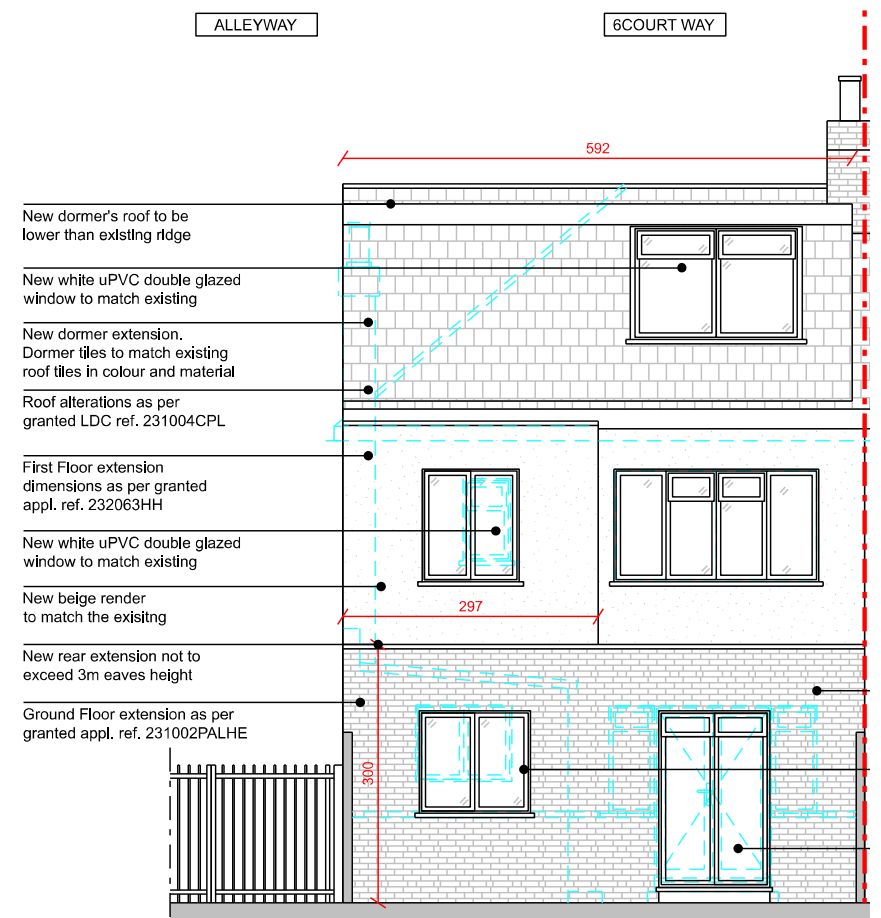 ALLEYWAY
6COURT WAY
592
New dormer's roof to be
lower than existing ridge
New white uPVC double glazed
window to match existing
New dormer extension.
Dormer tiles to match existing
roof tiles in colour and material
Roof alterations as per
granted LDC ref. 231004CPL
First Floor extension
dimensions as per granted
appl. ref. 232063HH
New white uPVC double glazed
window to match existing
New beige render
to match the exisitng
297
New rear extension not to
exceed 3m eaves height
Ground Floor extension as per
granted appl. ref. 231002PALHE
300